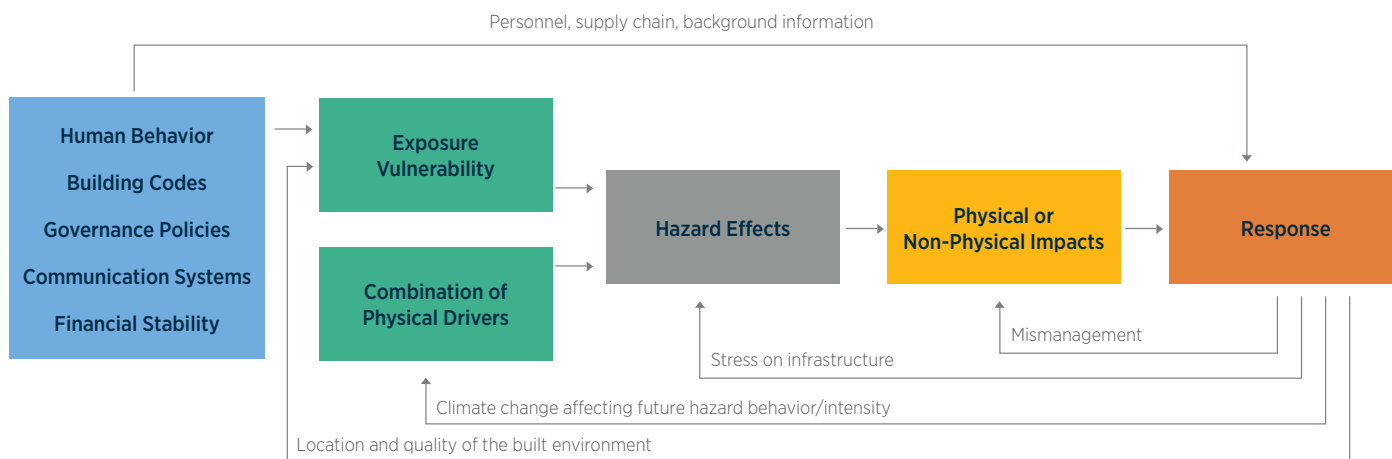 Personnel, supply chain, background information
Human Behavior
Building Codes
Governance Policies
Communication Systems
Financial Stability
Exposure
Vulnerability
Combination of
Physical Drivers
Hazard Effects
Physical or
Non-Physical Impacts
Response
Mismanagement
Stress on infrastructure
Climate change affecting future hazard behavior/intensity
Location and quality of the built environment